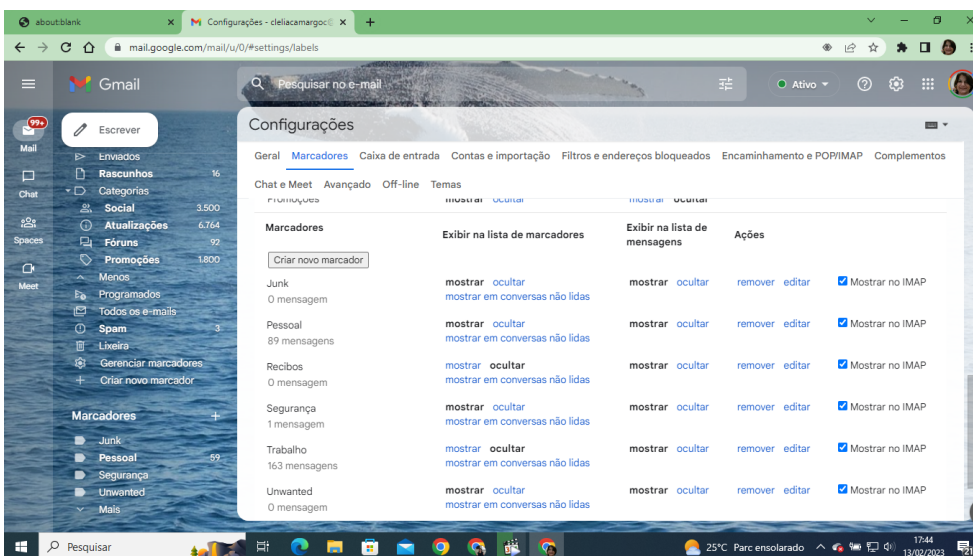 about:blank
Configurações - cleliacamargoc@
mail.google.com/mail/u/0/#settings/labels
Gmail
Pesquisar no e-mail
Ativo
99+
Mail
Chat
Spaces
Meet
Escrever
Enviados
Rascunhos 16
Categorias
Social 3.500
Atualizações 6.764
Fóruns 92
Promoções 1.800
Menos
Programados
Todos os e-mails
Spam 3
Lixeira
Gerenciar marcadores
Criar novo marcador
Marcadores
Junk
Pessoal 59
Segurança
Unwanted
Mais
Configurações
Geral Marcadores Caixa de entrada Contas e importação Filtros e endereços bloqueados Encaminhamento e POP/IMAP Complementos
Chat e Meet Avançado Off-line Temas
Promoções mostrar ocultar mostrar ocultar
Marcadores Exibir na lista de marcadores Exibir na lista de mensagens Ações
Criar novo marcador
Junk mostrar ocultar mostrar ocultar remover editar Mostrar no IMAP
0 mensagem mostrar em conversas não lidas
Pessoal mostrar ocultar mostrar ocultar remover editar Mostrar no IMAP
89 mensagens mostrar em conversas não lidas
Recibos mostrar ocultar mostrar ocultar remover editar Mostrar no IMAP
0 mensagem mostrar em conversas não lidas
Segurança mostrar ocultar mostrar ocultar remover editar Mostrar no IMAP
1 mensagem mostrar em conversas não lidas
Trabalho mostrar ocultar mostrar ocultar remover editar Mostrar no IMAP
163 mensagens mostrar em conversas não lidas
Unwanted mostrar ocultar mostrar ocultar remover editar Mostrar no IMAP
0 mensagem mostrar em conversas não lidas
Pesquisar
25°C Parc ensolarado
17:44
13/02/2023